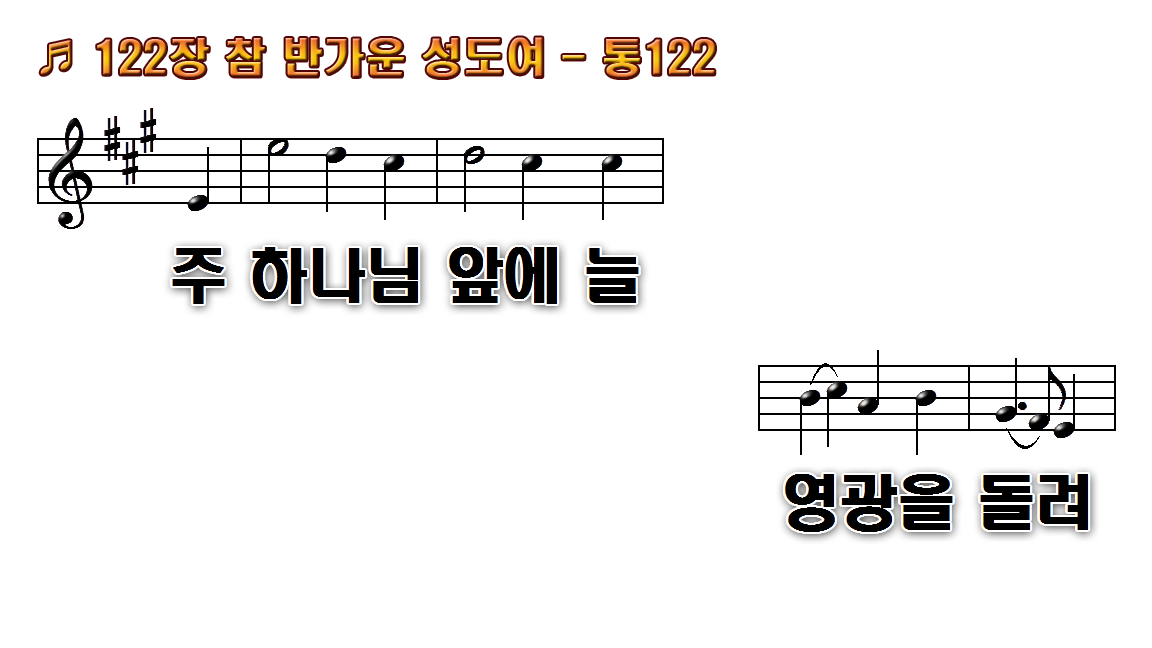 ♬ 122장 참 반가운 성도여 - 통122
주 하나님 앞에 늘
영광을 돌려